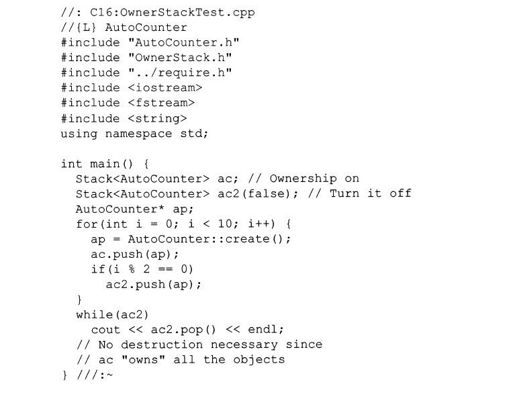 //: C16:OwnerStackTest.cpp
//{L} AutoCounter
#include "AutoCounter.h"
#include "OwnerStack.h"
#include "../require.h"
#include <iostream>
#include <fstream>
#include <string>
using namespace std;

int main() {
  Stack<AutoCounter> ac; // Ownership on
  Stack<AutoCounter> ac2(false); // Turn it off
  AutoCounter* ap;
  for(int i = 0; i < 10; i++) {
    ap = AutoCounter::create();
    ac.push(ap);
    if(i % 2 == 0)
      ac2.push(ap);
  }
  while(ac2)
    cout << ac2.pop() << endl;
  // No destruction necessary since
  // ac "owns" all the objects
} ///:~